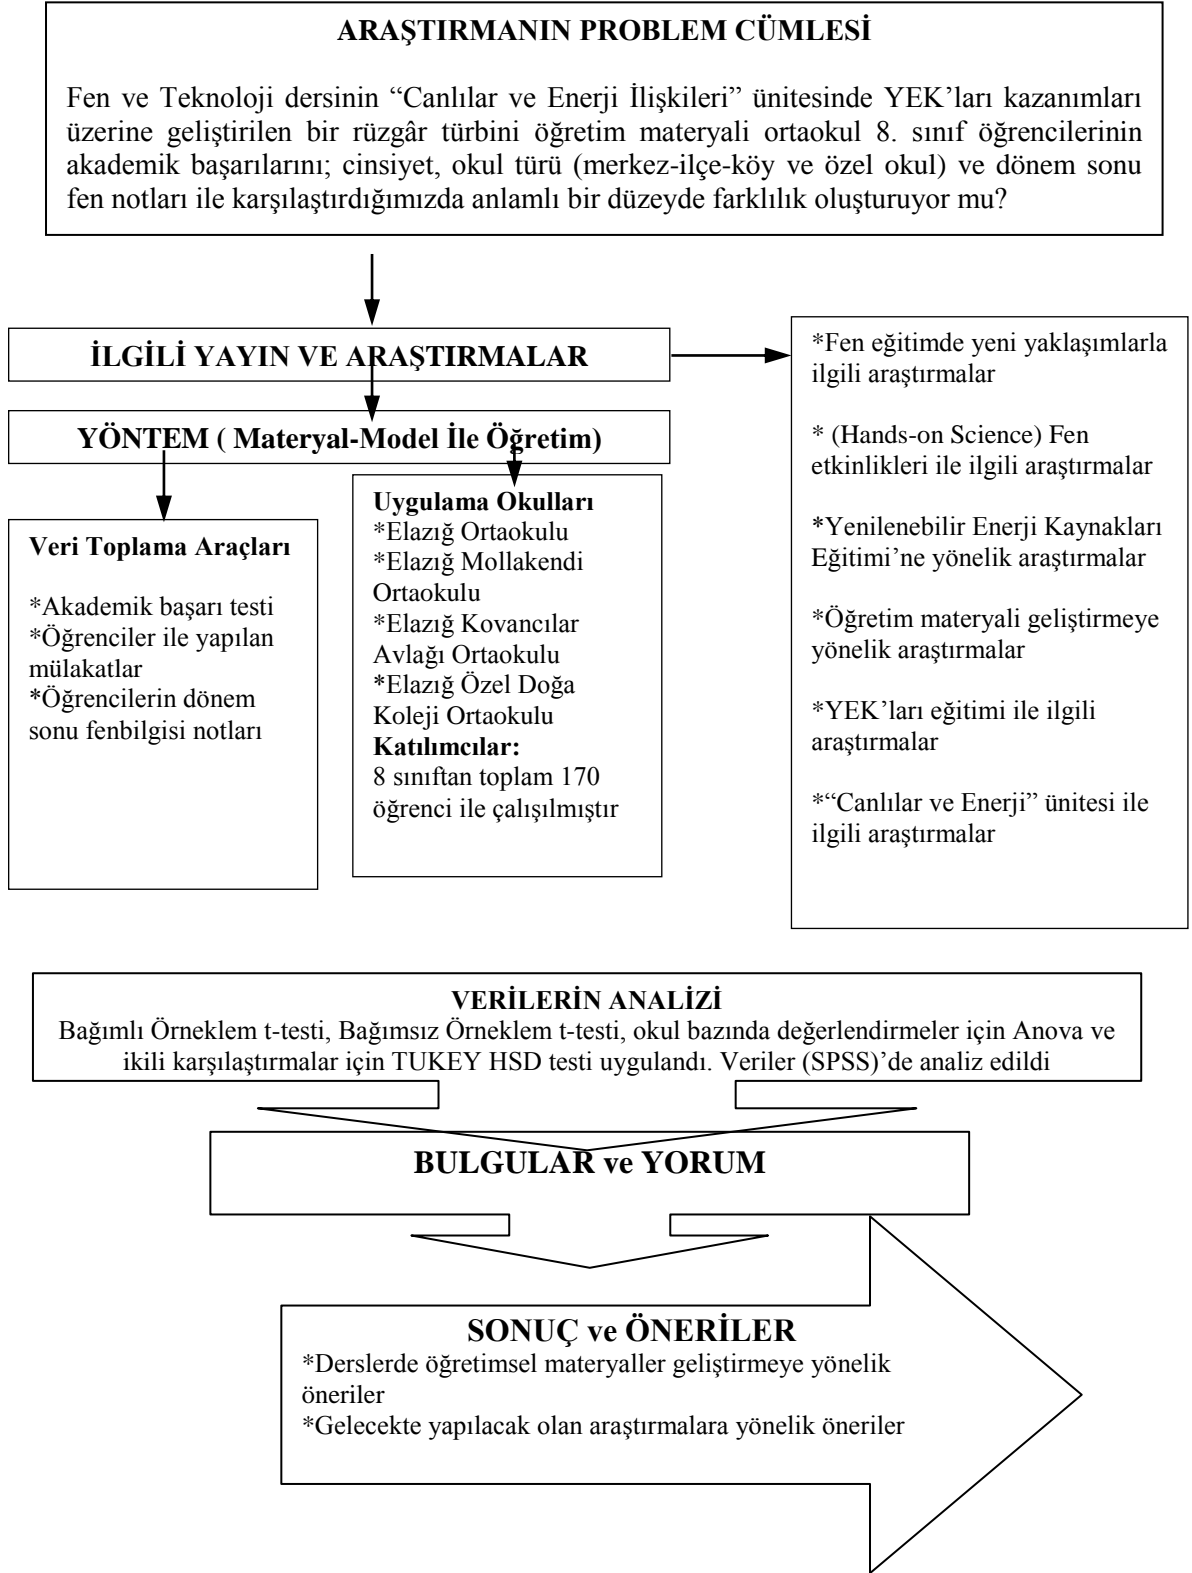 ARAŞTIRMANIN PROBLEM CÜMLESİ
Fen ve Teknoloji dersinin “Canlılar ve Enerji İlişkileri” ünitesinde YEK’ları kazanımları
üzerine geliştirilen bir rüzgâr türbini öğretim materyali ortaokul 8. sınıf öğrencilerinin
akademik başarılarını; cinsiyet, okul türü (merkez-ilçe-köy ve özel okul) ve dönem sonu
fen notları ile karşılaştırdığımızda anlamlı bir düzeyde farklılık oluşturuyor mu?
İLGİLİ YAYIN VE ARAŞTIRMALAR
YÖNTEM ( Materyal-Model İle Öğretim)
Veri Toplama Araçları
*Akademik başarı testi
*Öğrenciler ile yapılan
mülakatlar
*Öğrencilerin dönem
sonu fenbilgisi notları
Uygulama Okulları
*Elazığ Ortaokulu
*Elazığ Mollakendi
Ortaokulu
*Elazığ Kovancılar
Avlağı Ortaokulu
*Elazığ Özel Doğa
Koleji Ortaokulu
Katılımcılar:
8 sınıftan toplam 170
öğrenci ile çalışılmıştır
*Fen eğitimde yeni yaklaşımlarla
ilgili araştırmalar
* (Hands-on Science) Fen
etkinlikleri ile ilgili araştırmalar
*Yenilenebilir Enerji Kaynakları
Eğitimi’ne yönelik araştırmalar
*Öğretim materyali geliştirmeye
yönelik araştırmalar
*YEK’ları eğitimi ile ilgili
araştırmalar
*“Canlılar ve Enerji” ünitesi ile
ilgili araştırmalar
VERİLERİN ANALİZİ
Bağımlı Örneklem t-testi, Bağımsız Örneklem t-testi, okul bazında değerlendirmeler için Anova ve
ikili karşılaştırmalar için TUKEY HSD testi uygulandı. Veriler (SPSS)’de analiz edildi
BULGULAR ve YORUM
SONUÇ ve ÖNERİLER
*Derslerde öğretimsel materyaller geliştirmeye yönelik
öneriler
*Gelecekte yapılacak olan araştırmalara yönelik öneriler